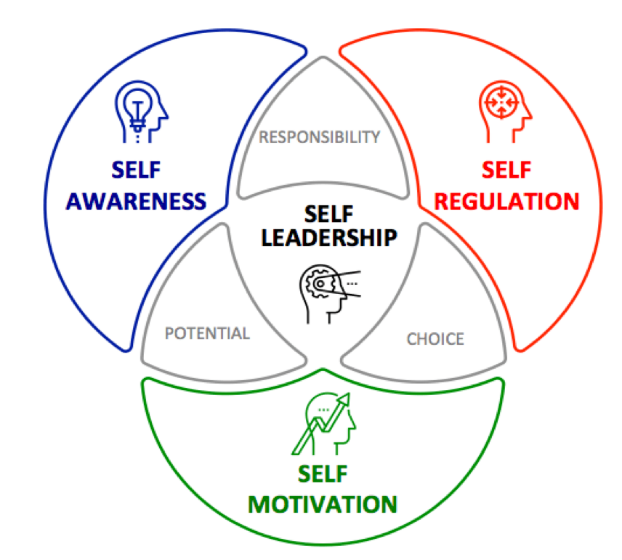 RESPONSIBILITY
SELF
AWARENESS
SELF
REGULATION
SELF
LEADERSHIP
POTENTIAL
CHOICE
SELF
MOTIVATION